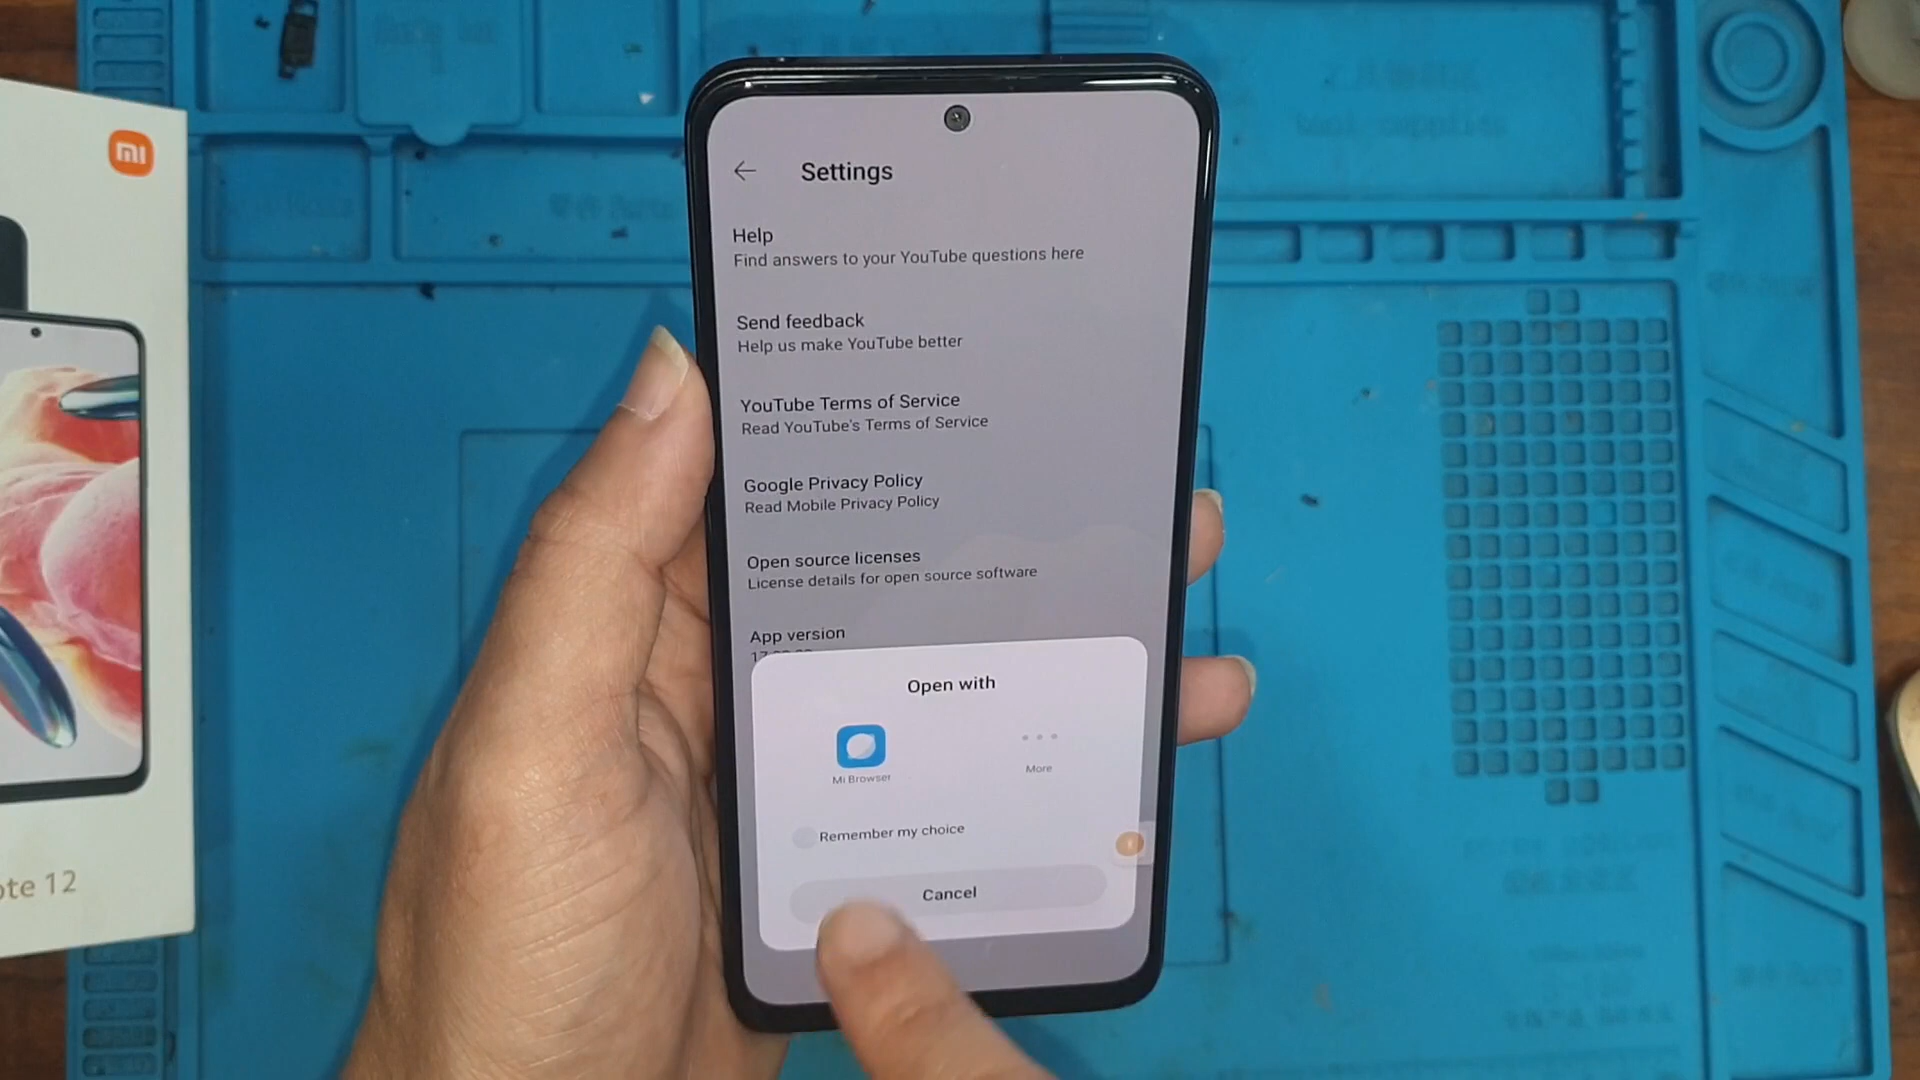 mi
ote 12
Settings
Help
Find answers to your YouTube questions here
Send feedback
Help us make YouTube better
YouTube Terms of Service
Read YouTube's Terms of Service
Google Privacy Policy
Read Mobile Privacy Policy
Open source licenses
License details for open source software
App version
Open with
Mi Browser
More
Remember my choice
Cancel